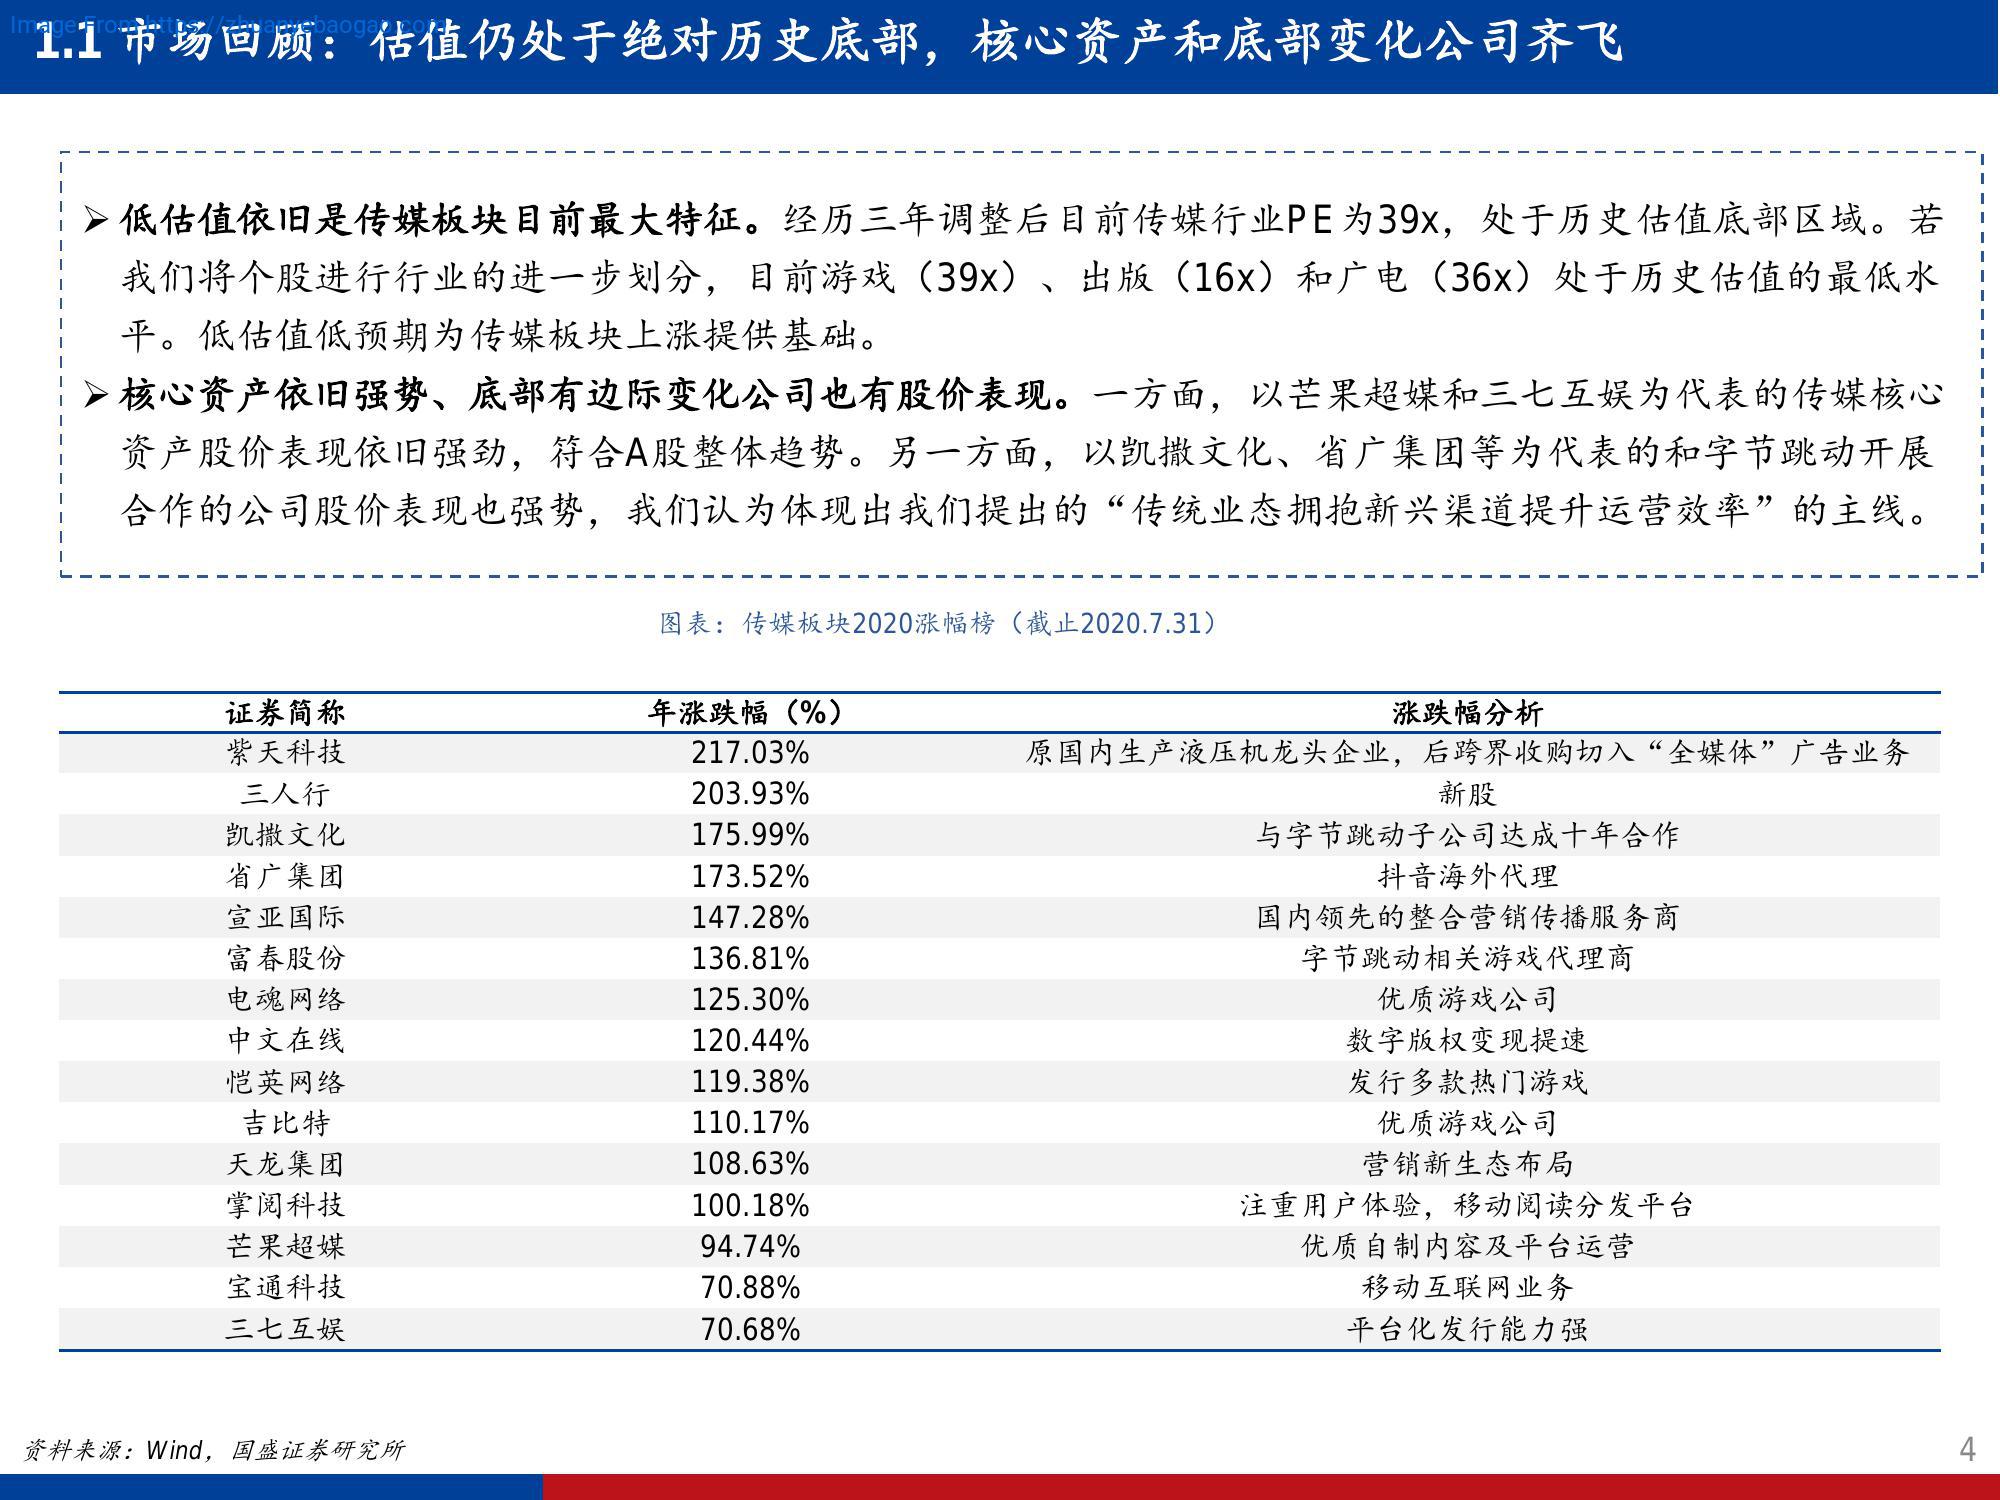 Image From:https://zhuanyebaogao.com
1.1 市场回顾：估值仍处于绝对历史底部，核心资产和底部变化公司齐飞
➢ 低估值依旧是传媒板块目前最大特征。经历三年调整后目前传媒行业PE为39x，处于历史估值底部区域。若
我们将个股进行行业的进一步划分，目前游戏（39x）、出版（16x）和广电（36x）处于历史估值的最低水
平。低估值低预期为传媒板块上涨提供基础。
➢ 核心资产依旧强势、底部有边际变化公司也有股价表现。一方面，以芒果超媒和三七互娱为代表的传媒核心
资产股价表现依旧强劲，符合A股整体趋势。另一方面，以凯撒文化、省广集团等为代表的和字节跳动开展
合作的公司股价表现也强势，我们认为体现出我们提出的“传统业态拥抱新兴渠道提升运营效率”的主线。
图表：传媒板块2020涨幅榜（截止2020.7.31）
证券简称 年涨跌幅（%） 涨跌幅分析
紫天科技 217.03% 原国内生产液压机龙头企业，后跨界收购切入“全媒体”广告业务
三人行 203.93% 新股
凯撒文化 175.99% 与字节跳动子公司达成十年合作
省广集团 173.52% 抖音海外代理
宣亚国际 147.28% 国内领先的整合营销传播服务商
富春股份 136.81% 字节跳动相关游戏代理商
电魂网络 125.30% 优质游戏公司
中文在线 120.44% 数字版权变现提速
恺英网络 119.38% 发行多款热门游戏
吉比特 110.17% 优质游戏公司
天龙集团 108.63% 营销新生态布局
掌阅科技 100.18% 注重用户体验，移动阅读分发平台
芒果超媒 94.74% 优质自制内容及平台运营
宝通科技 70.88% 移动互联网业务
三七互娱 70.68% 平台化发行能力强
资料来源：Wind，国盛证券研究所
4